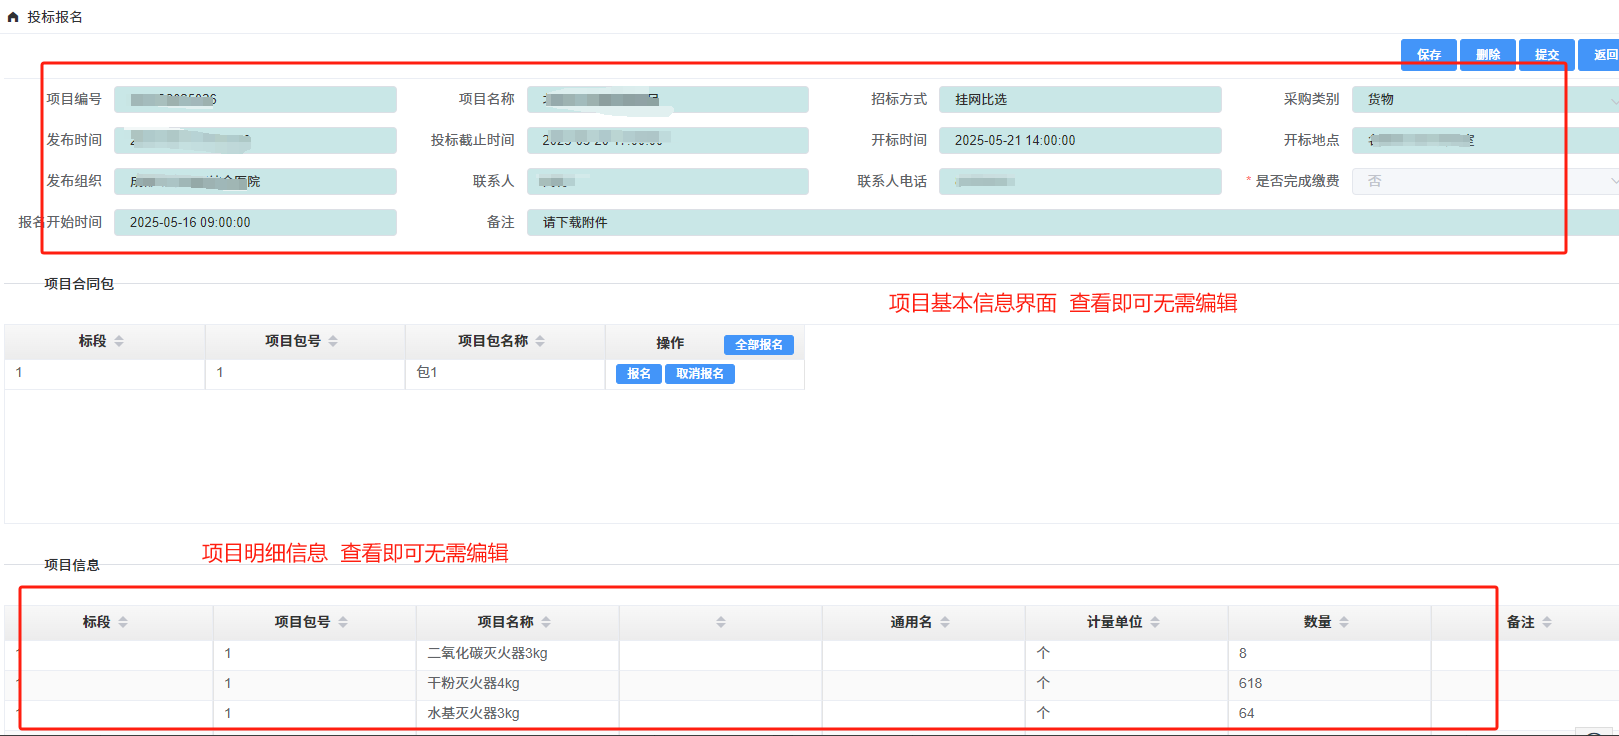 投标报名
保存 删除 提交 返回
项目编号 项目名称 招标方式 挂网比选 采购类别 货物
发布时间 投标截止时间 开标时间 2025-05-21 14:00:00 开标地点
发布组织 联系人 联系人电话 * 是否完成缴费 否
报名开始时间 2025-05-16 09:00:00 备注 请下载附件
项目合同包
项目基本信息界面 查看即可无需编辑
标段 项目包号 项目包名称 操作 全部报名
1 1 包1 报名 取消报名
项目明细信息 查看即可无需编辑
项目信息
标段 项目包号 项目名称 通用名 计量单位 数量 备注
1 1 二氧化碳灭火器3kg 个 8
1 1 干粉灭火器4kg 个 618
1 1 水基灭火器3kg 个 64